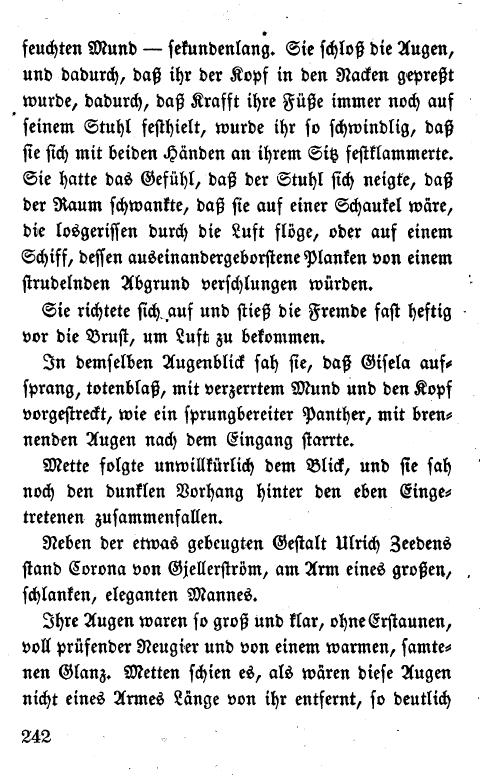 feuchten Mund — sekundenlang. Sie schloß die Augen,
und dadurch, daß ihr der Kopf in den Nacken gepreßt
wurde, dadurch, daß Krafft ihre Füße immer noch auf
seinem Stuhl festhielt, wurde ihr so schwindlig, daß
sie sich mit beiden Händen an ihrem Sitz festklammerte.
Sie hatte das Gefühl, daß der Stuhl sich neigte, daß
der Raum schwankte, daß sie auf einer Schaukel wäre,
die losgerissen durch die Luft flöge, oder auf einem
Schiff, dessen auseinandergeborstene Planken von einem
strudelnden Abgrund verschlungen würden.
Sie richtete sich auf und stieß die Fremde fast heftig
vor die Brust, um Luft zu bekommen.
In demselben Augenblick sah sie, daß Gisela auf-
sprang, totenblaß, mit verzerrtem Mund und den Kopf
vorgestreckt, wie ein sprungbereiter Panther, mit bren-
nenden Augen nach dem Eingang starrte.
Mette folgte unwillkürlich dem Blick, und sie sah
noch den dunklen Vorhang hinter den eben Einge-
tretenen zusammenfallen.
Neben der etwas gebeugten Gestalt Ulrich Zeedens
stand Corona von Gjellerström, am Arm eines großen,
schlanken, eleganten Mannes.
Ihre Augen waren so groß und klar, ohne Erstaunen,
voll prüfender Neugier und von einem warmen, samte-
nen Glanz. Metten schien es, als wären diese Augen
nicht eines Armes Länge von ihr entfernt, so deutlich
242